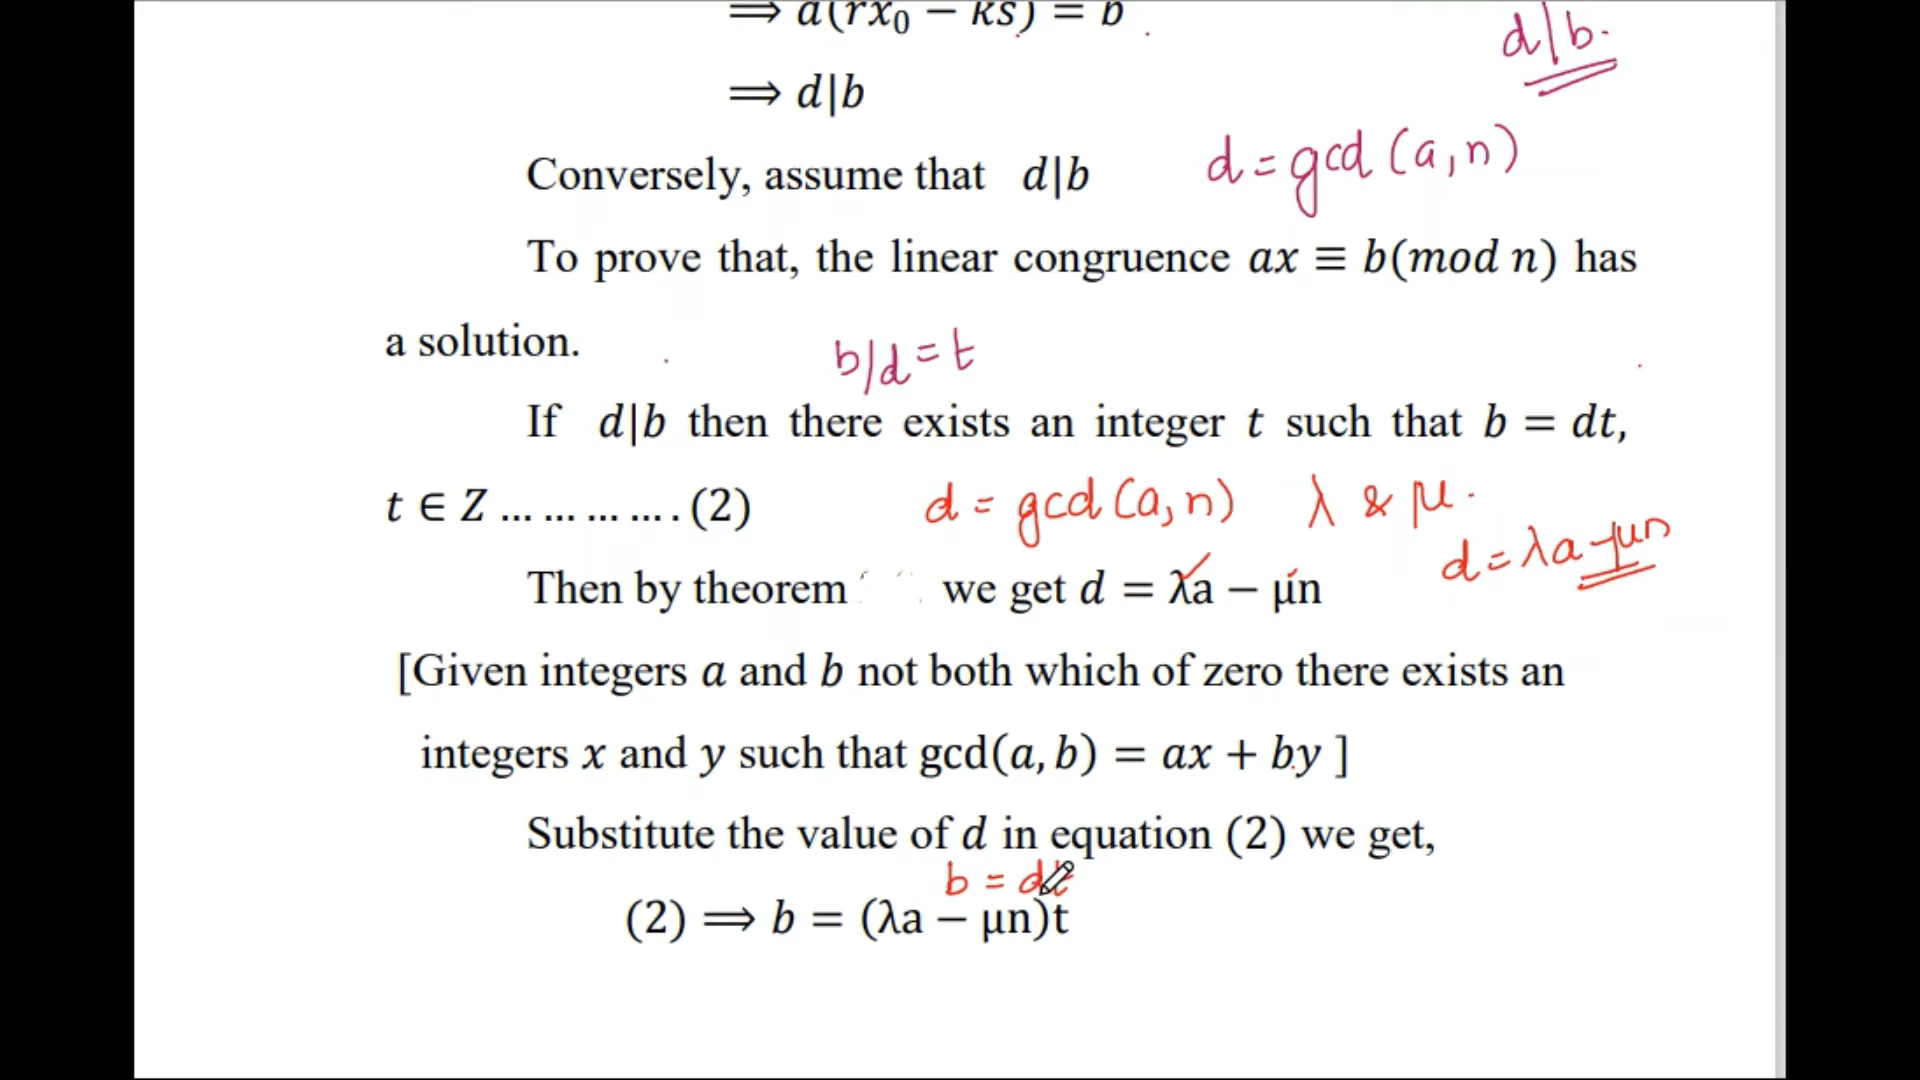 ⟹ a(rx₀ − ks) = b
d|b.
⟹ d|b
Conversely, assume that d|b
d = gcd (a, n)
To prove that, the linear congruence ax ≡ b(mod n) has
a solution.
b/d = t
If d|b then there exists an integer t such that b = dt,
t ∈ Z … … … … . (2)
d = gcd (a, n) λ & μ.
d = λa - μn
Then by theorem we get d = λa − μn
[Given integers a and b not both which of zero there exists an
integers x and y such that gcd(a, b) = ax + by ]
Substitute the value of d in equation (2) we get,
b = dt
(2) ⟹ b = (λa − μn)t